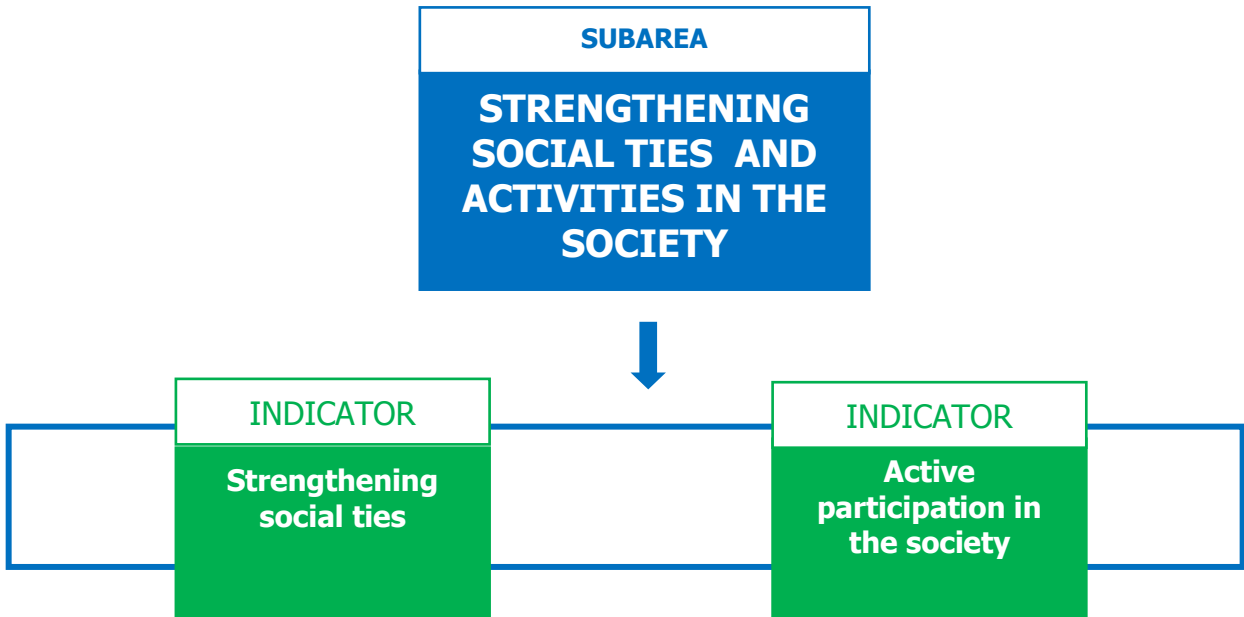 SUBAREA
STRENGTHENING
SOCIAL TIES  AND
ACTIVITIES IN THE
SOCIETY
INDICATOR
Strengthening
social ties
INDICATOR
Active
participation in
the society